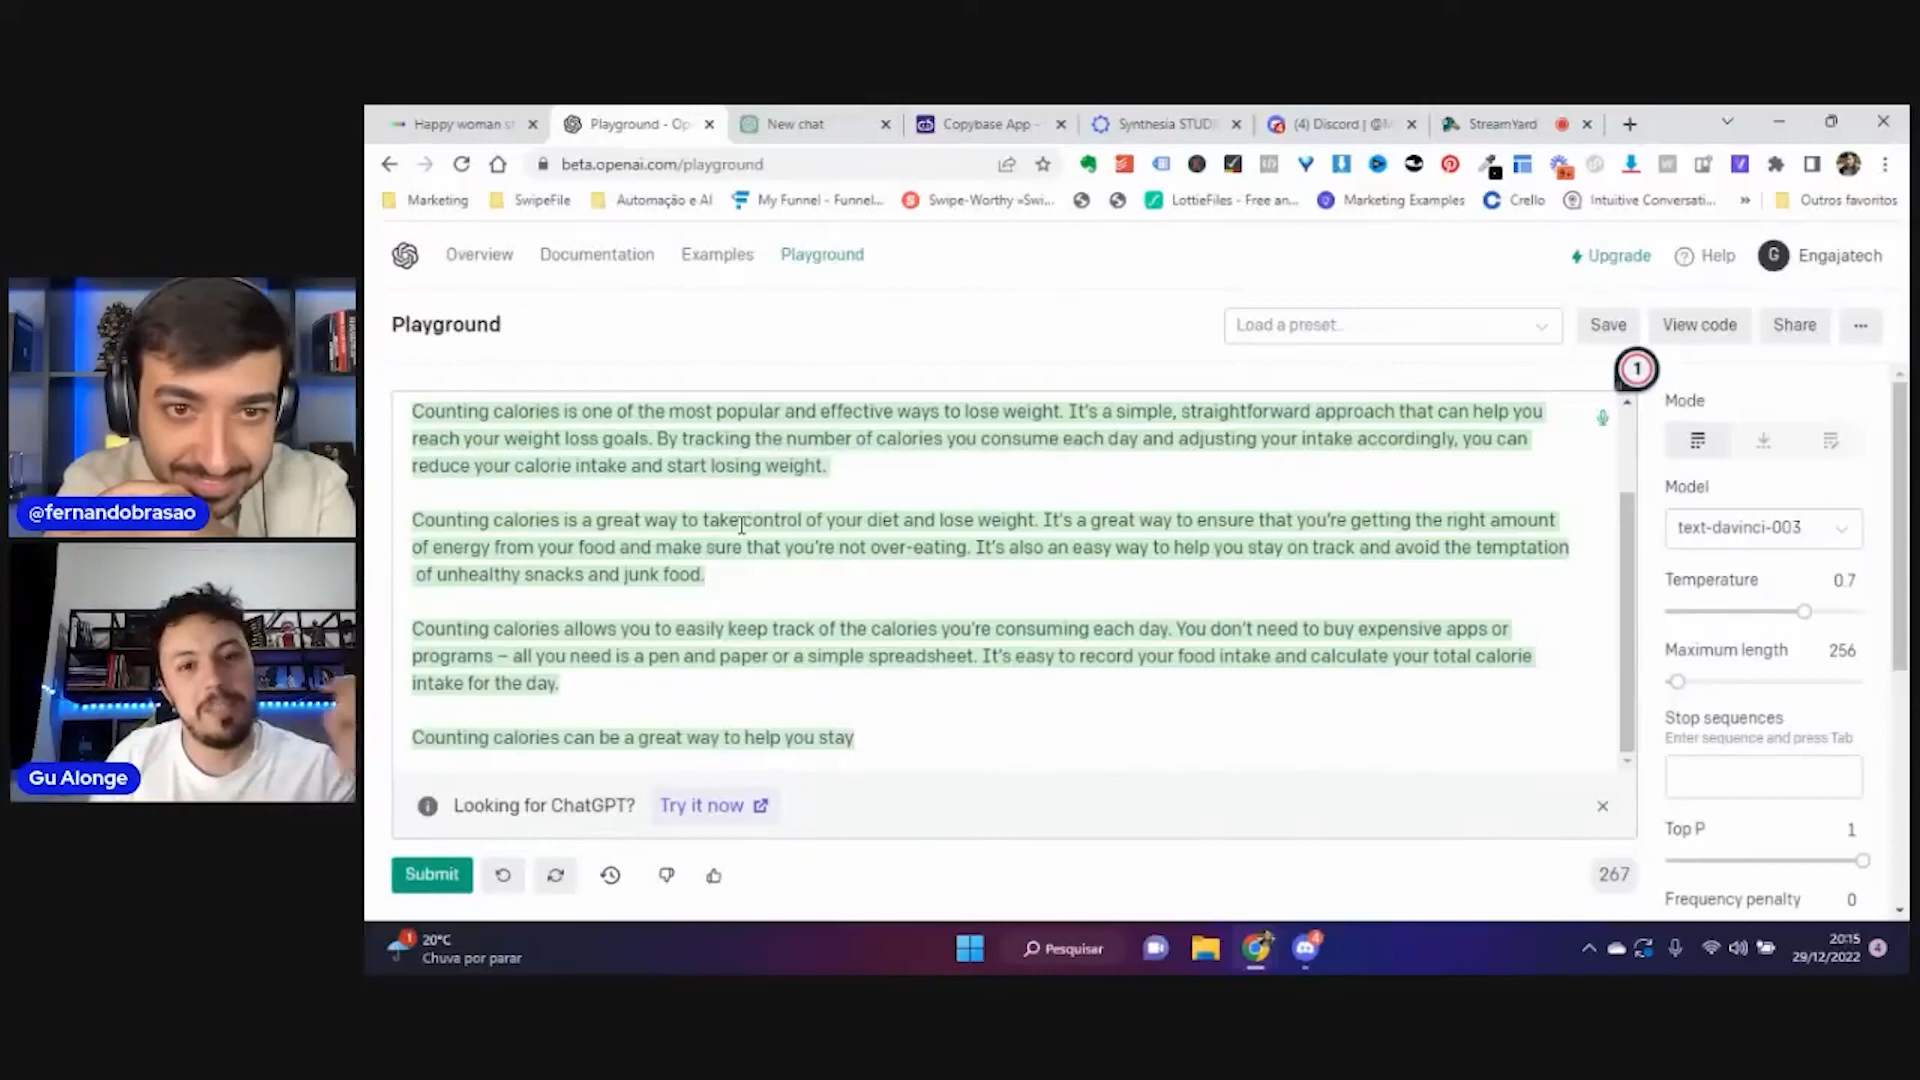 Happy woman s
Playground - Op
New chat
Copybase App -
Synthesia STUD
(4) Discord | @M
StreamYard
beta.openai.com/playground
Marketing
SwipeFile
Automação e AI
My Funnel - Funnel...
Swipe-Worthy »Swi...
LottieFiles - Free an...
Marketing Examples
Crello
Intuitive Conversati...
»
Outros favoritos
Overview
Documentation
Examples
Playground
Upgrade
Help
G
Engajatech
Playground
Load a preset..
Save
View code
Share
...
1
Counting calories is one of the most popular and effective ways to lose weight. It's a simple, straightforward approach that can help you
reach your weight loss goals. By tracking the number of calories you consume each day and adjusting your intake accordingly, you can
reduce your calorie intake and start losing weight.
Counting calories is a great way to take control of your diet and lose weight. It's a great way to ensure that you're getting the right amount
of energy from your food and make sure that you're not over-eating. It's also an easy way to help you stay on track and avoid the temptation
of unhealthy snacks and junk food.
Counting calories allows you to easily keep track of the calories you're consuming each day. You don't need to buy expensive apps or
programs – all you need is a pen and paper or a simple spreadsheet. It's easy to record your food intake and calculate your total calorie
intake for the day.
Counting calories can be a great way to help you stay
Looking for ChatGPT?
Try it now
Submit
267
Mode
Model
text-davinci-003
Temperature
0.7
Maximum length
256
Stop sequences
Enter sequence and press Tab
Top P
1
Frequency penalty
0
@fernandobrasao
Gu Alonge
1
20°C
Chuva por parar
Pesquisar
4
20:15
29/12/2022
4